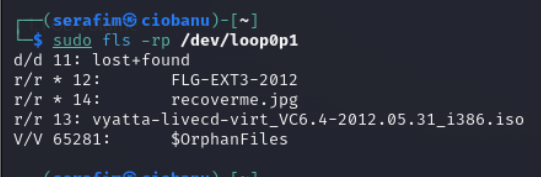 ┌──(serafim㉿ciobanu)-[~]
└─$ sudo fls -rp /dev/loop0p1
d/d 11: lost+found
r/r * 12:	FLG-EXT3-2012
r/r * 14:	recoverme.jpg
r/r 13: vyatta-livecd-virt_VC6.4-2012.05.31_i386.iso
V/V 65281:	$OrphanFiles
┌──(serafim㉿ciobanu)-[~]